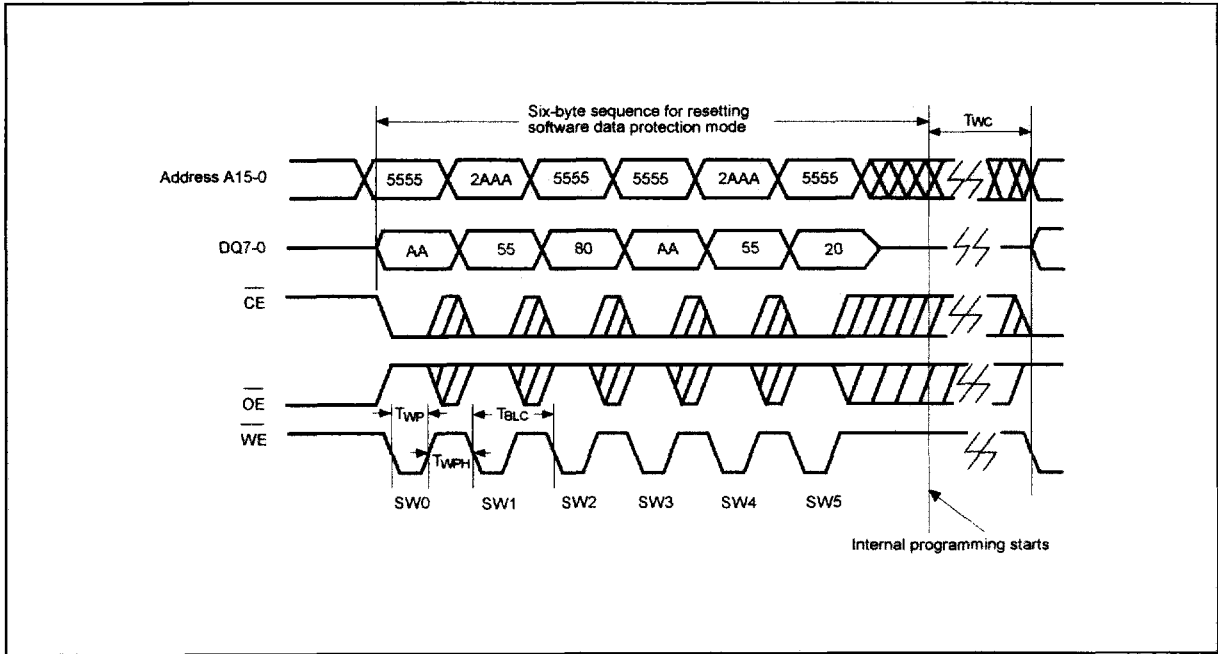 Six-byte sequence for resetting
software data protection mode
TWC
Address A15-0
5555 2AAA 5555 5555 2AAA 5555
DQ7-0
AA 55 80 AA 55 20
CE
OE
TWP TBLC
WE
TWPH
SW0 SW1 SW2 SW3 SW4 SW5
Internal programming starts